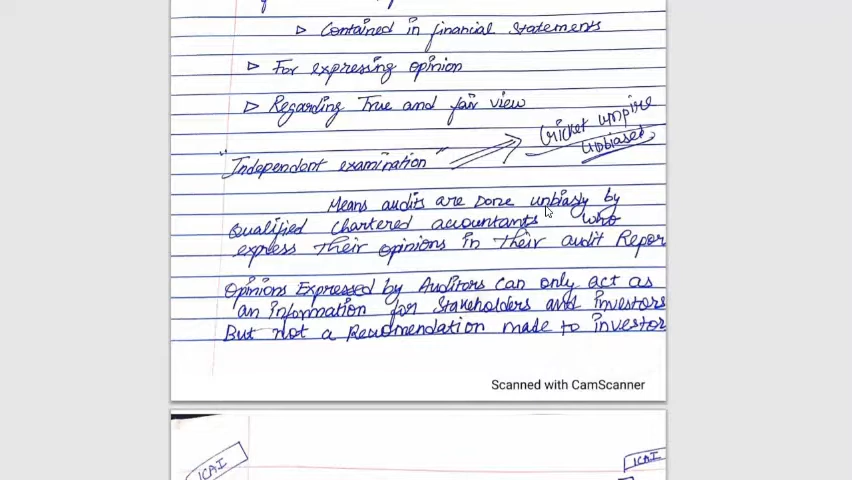 ▷ Contained in financial statements
▷ For expressing opinion
▷ Regarding True and fair view
Cricket umpire
unbiased
"Independent examination"
Means audits are Done unbiasly by
Qualified Chartered accountants who
express Their opinions in Their audit Repor
Opinions Expressed by Auditors can only act as
an Information for Stakeholders and investors
But not a Recomendation made to investor
Scanned with CamScanner
ICAI
ICAI